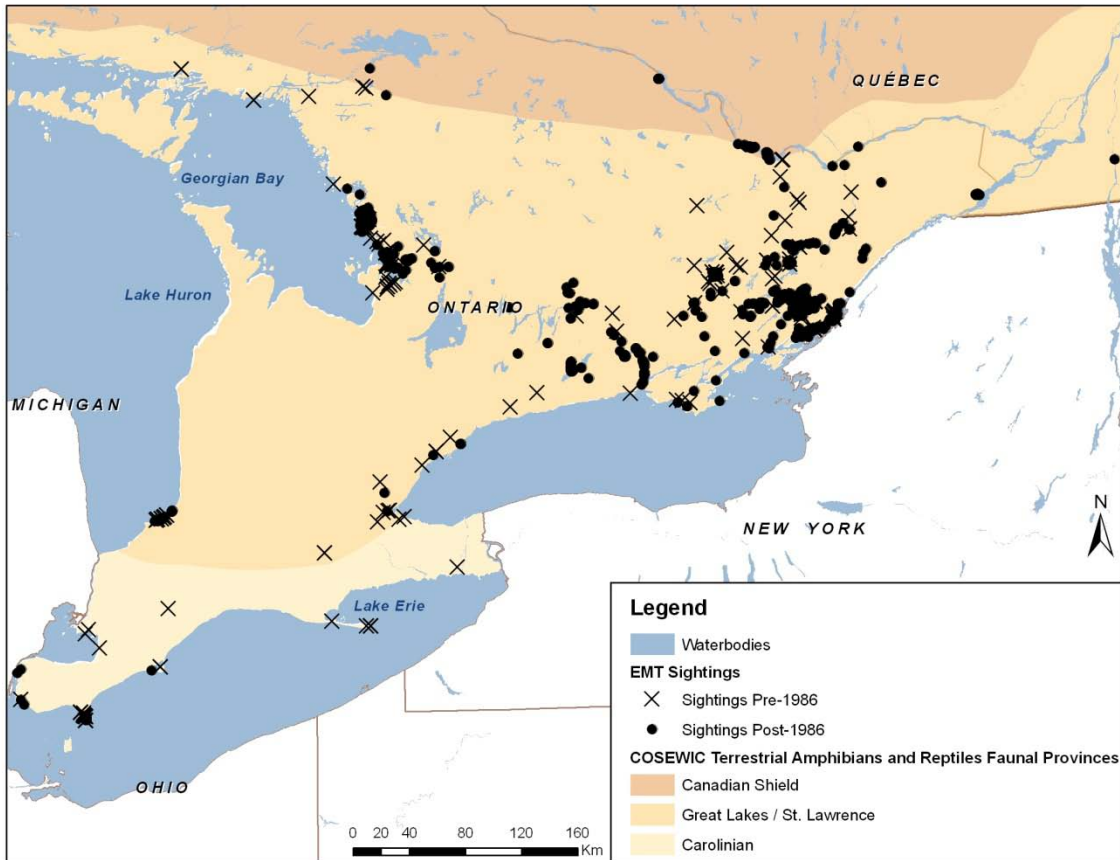 QUÉBEC
Georgian Bay
Lake Huron
ONTARIO
MICHIGAN
N
NEW YORK
Lake Erie
OHIO
0 20 40 80 120 160
Km
Legend
Waterbodies
EMT Sightings
Sightings Pre-1986
Sightings Post-1986
COSEWIC Terrestrial Amphibians and Reptiles Faunal Provinces
Canadian Shield
Great Lakes / St. Lawrence
Carolinian